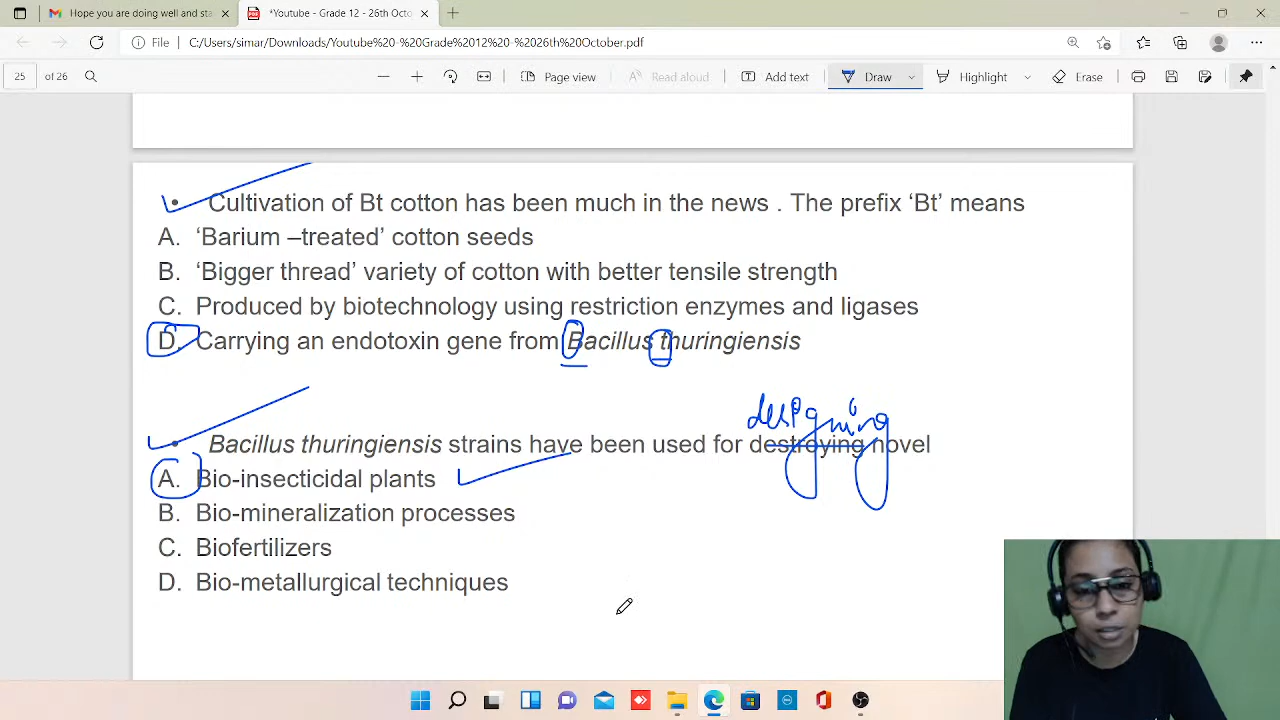 Hope you are doing well and sta
*Youtube - Grade 12 - 26th Octo
File
C:/Users/simar/Downloads/Youtube%20-%20Grade%2012%20-%2026th%20October.pdf
25 of 26
Page view
Read aloud
Add text
Draw
Highlight
Erase
• Cultivation of Bt cotton has been much in the news . The prefix ‘Bt’ means
A. ‘Barium –treated’ cotton seeds
B. ‘Bigger thread’ variety of cotton with better tensile strength
C. Produced by biotechnology using restriction enzymes and ligases
D. Carrying an endotoxin gene from Bacillus thuringiensis
designing
• Bacillus thuringiensis strains have been used for destroying novel
A. Bio-insecticidal plants
B. Bio-mineralization processes
C. Biofertilizers
D. Bio-metallurgical techniques